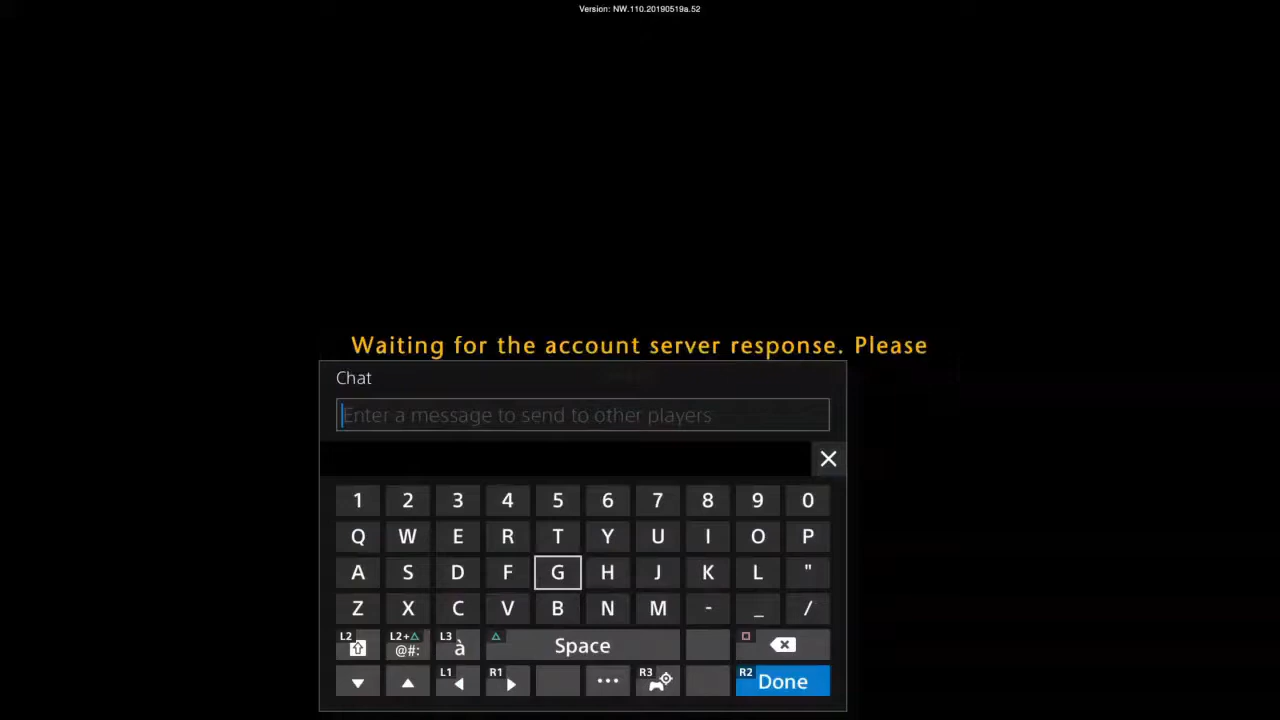 Version: NW.110.20190519a.52
Waiting for the account server response. Please
Chat
Enter a message to send to other players
1 2 3 4 5 6 7 8 9 0
Q W E R T Y U I O P
A S D F G H J K L "
Z X C V B N M - _ /
L2 L2+△ @#: L3 à △ Space □
L1 R1 ... R3 R2 Done